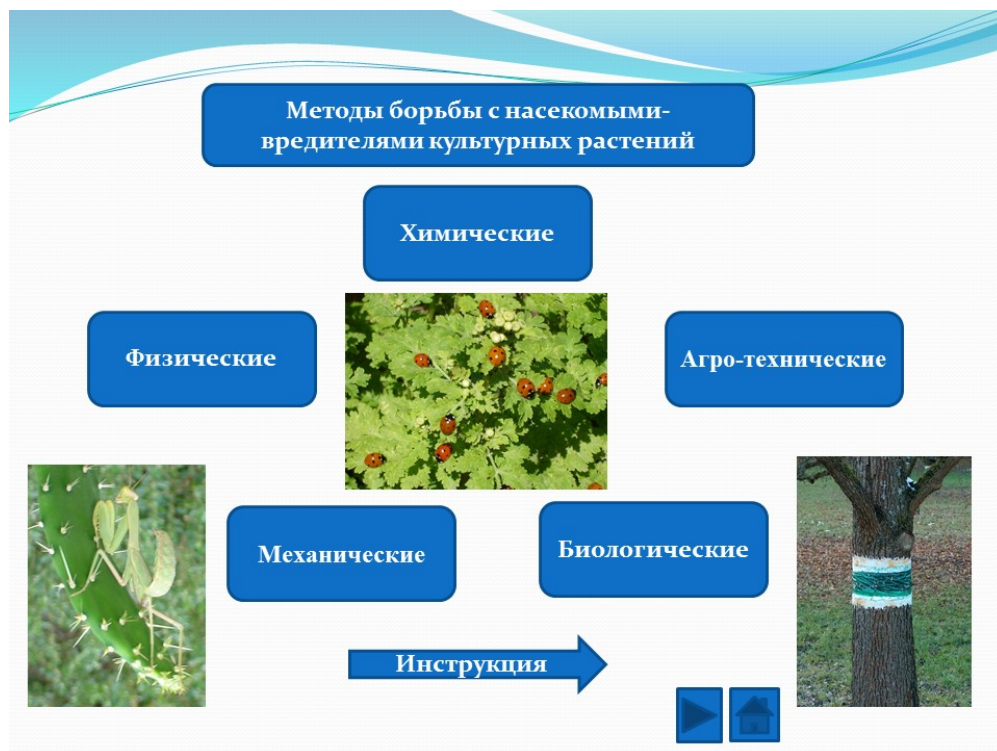 Методы борьбы с насекомыми-
вредителями культурных растений
Химические
Физические
Агро-технические
Механические
Биологические
Инструкция